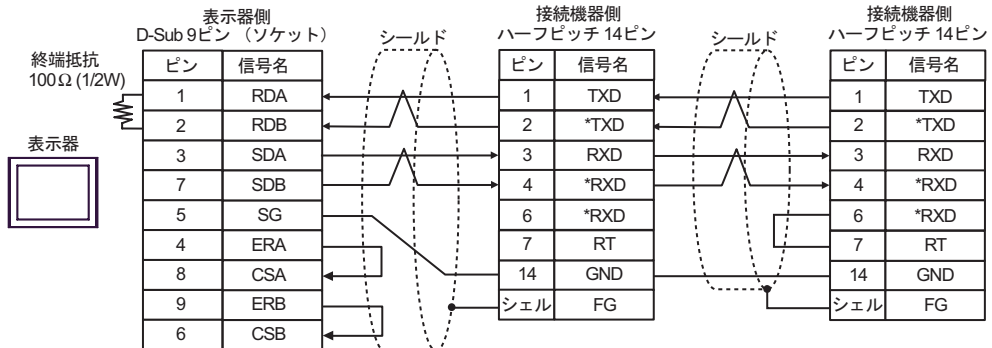 表示器側
D-Sub 9ピン (ソケット)
シールド
接続機器側
ハーフピッチ 14ピン
シールド
接続機器側
ハーフピッチ 14ピン
終端抵抗
100Ω (1/2W)
表示器
ピン 信号名
1 RDA
2 RDB
3 SDA
7 SDB
5 SG
4 ERA
8 CSA
9 ERB
6 CSB
ピン 信号名
1 TXD
2 *TXD
3 RXD
4 *RXD
6 *RXD
7 RT
14 GND
シェル FG
ピン 信号名
1 TXD
2 *TXD
3 RXD
4 *RXD
6 *RXD
7 RT
14 GND
シェル FG